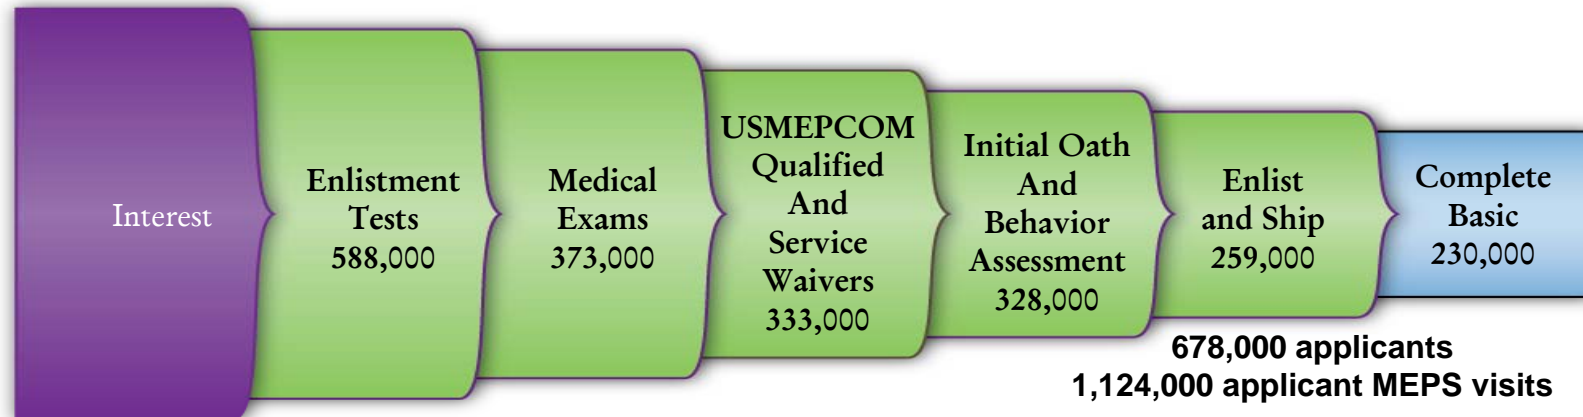 Interest
Enlistment
Tests
588,000
Medical
Exams
373,000
USMEPCOM
Qualified
And
Service
Waivers
333,000
Initial Oath
And
Behavior
Assessment
328,000
Enlist
and Ship
259,000
Complete
Basic
230,000
678,000 applicants
1,124,000 applicant MEPS visits